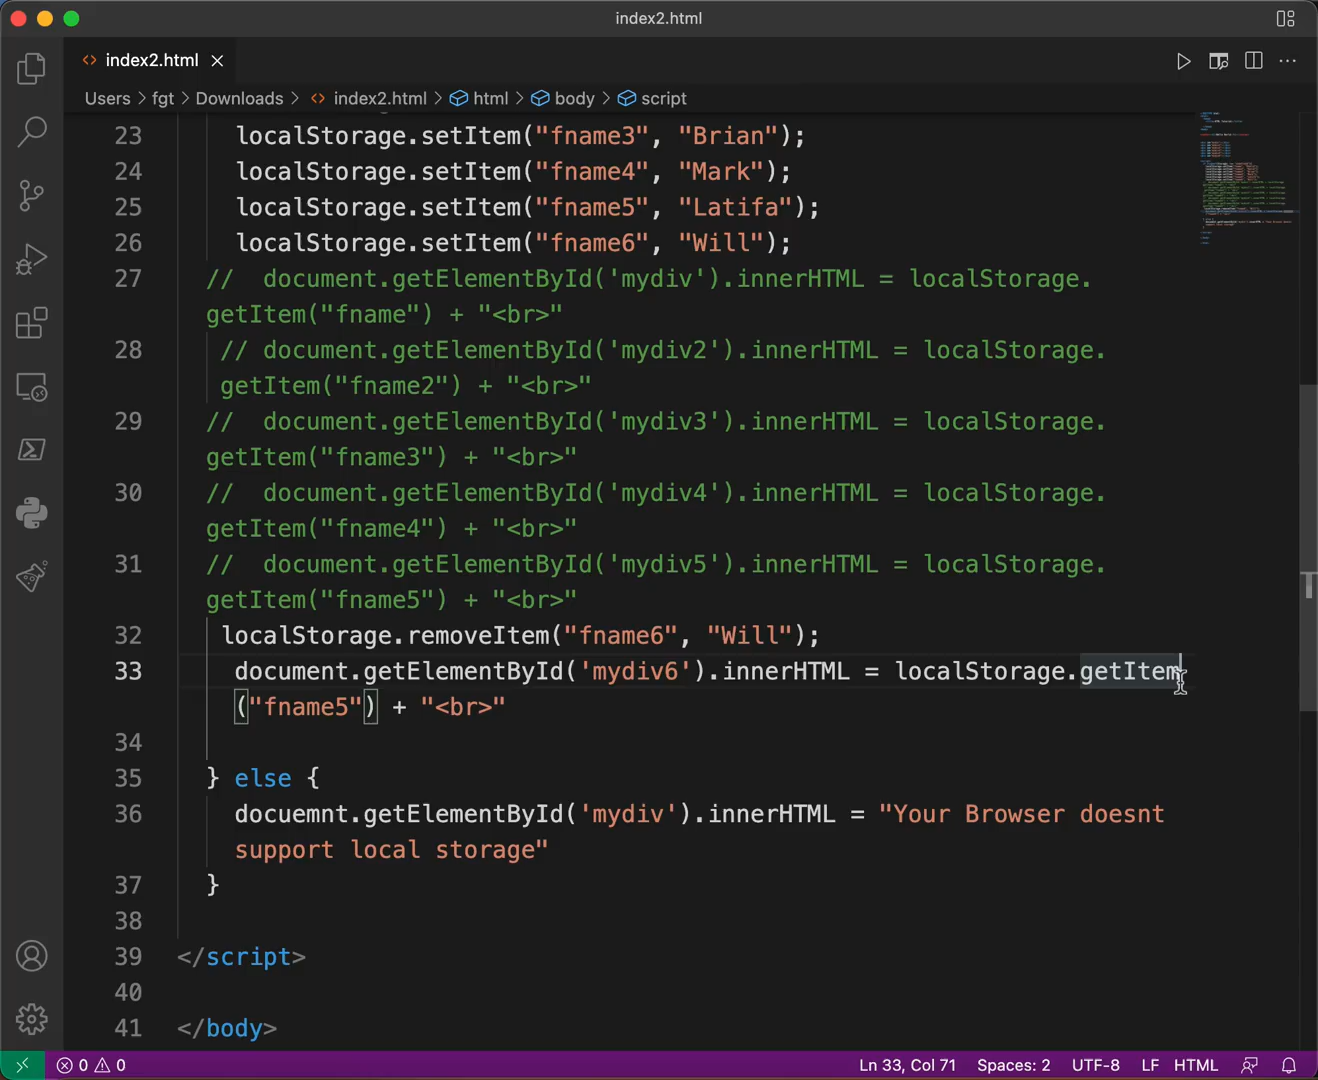 index2.html
index2.html
Users > fgt > Downloads > index2.html > html > body > script
23 localStorage.setItem("fname3", "Brian");
24 localStorage.setItem("fname4", "Mark");
25 localStorage.setItem("fname5", "Latifa");
26 localStorage.setItem("fname6", "Will");
27 // document.getElementById('mydiv').innerHTML = localStorage.
getItem("fname") + "<br>"
28 // document.getElementById('mydiv2').innerHTML = localStorage.
getItem("fname2") + "<br>"
29 // document.getElementById('mydiv3').innerHTML = localStorage.
getItem("fname3") + "<br>"
30 // document.getElementById('mydiv4').innerHTML = localStorage.
getItem("fname4") + "<br>"
31 // document.getElementById('mydiv5').innerHTML = localStorage.
getItem("fname5") + "<br>"
32 localStorage.removeItem("fname6", "Will");
33 document.getElementById('mydiv6').innerHTML = localStorage.getItem
("fname5") + "<br>"
34
35 } else {
36 docuemnt.getElementById('mydiv').innerHTML = "Your Browser doesnt
support local storage"
37 }
38
39 </script>
40
41 </body>
0 0 Ln 33, Col 71 Spaces: 2 UTF-8 LF HTML